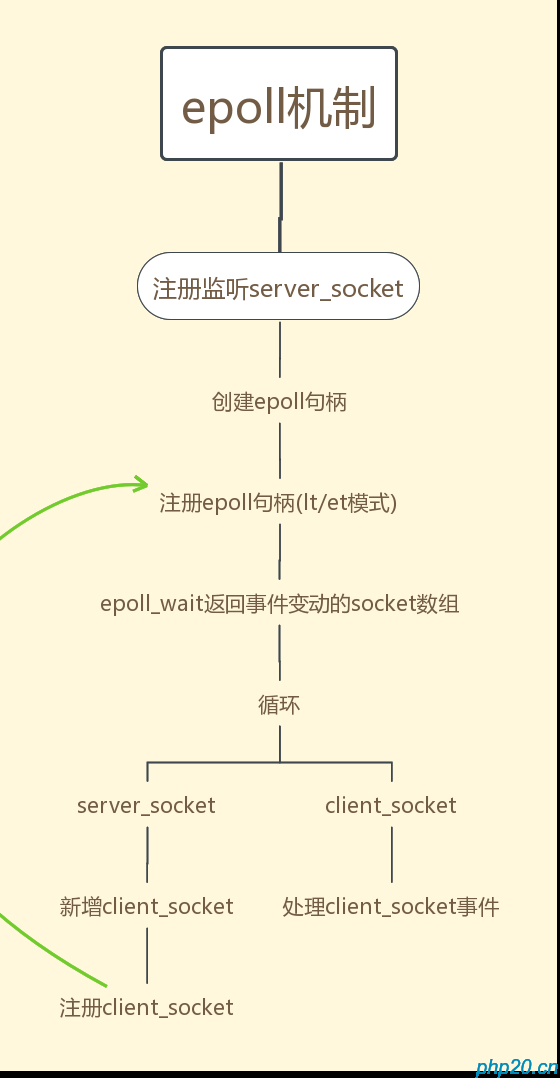 epoll机制
注册监听server_socket
创建epoll句柄
注册epoll句柄(lt/et模式)
epoll_wait返回事件变动的socket数组
循环
server_socket
client_socket
新增client_socket
处理client_socket事件
注册client_socket
php20.cn